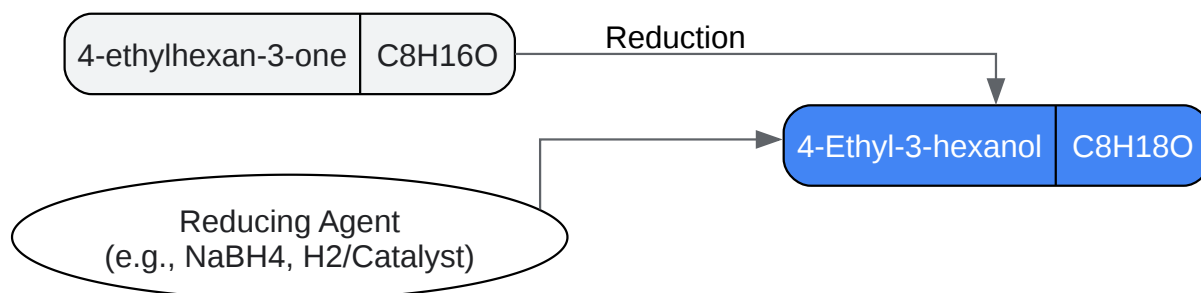 4-ethylhexan-3-one
C8H16O
Reduction
4-Ethyl-3-hexanol
C8H18O
Reducing Agent
(e.g., NaBH4, H2/Catalyst)